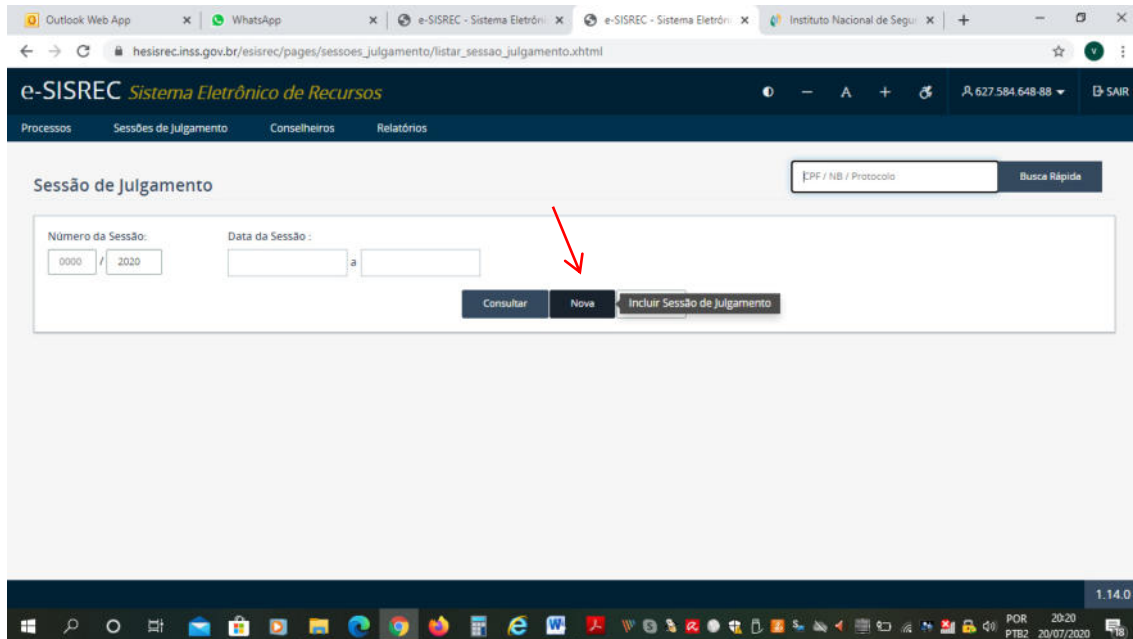 Outlook Web App
WhatsApp
e-SISREC - Sistema Eletrôni
e-SISREC - Sistema Eletrôni
Instituto Nacional de Segur
hesisrec.inss.gov.br/esisrec/pages/sessoes_julgamento/listar_sessao_julgamento.xhtml
V
e-SISREC Sistema Eletrônico de Recursos
A
627.584.648-88
SAIR
Processos Sessões de Julgamento Conselheiros Relatórios
Sessão de Julgamento
CPF / NB / Protocolo
Busca Rápida
Número da Sessão: Data da Sessão :
0000 / 2020 a
Consultar Nova Incluir Sessão de Julgamento
1.14.0
POR 20:20
PTB2 20/07/2020
18